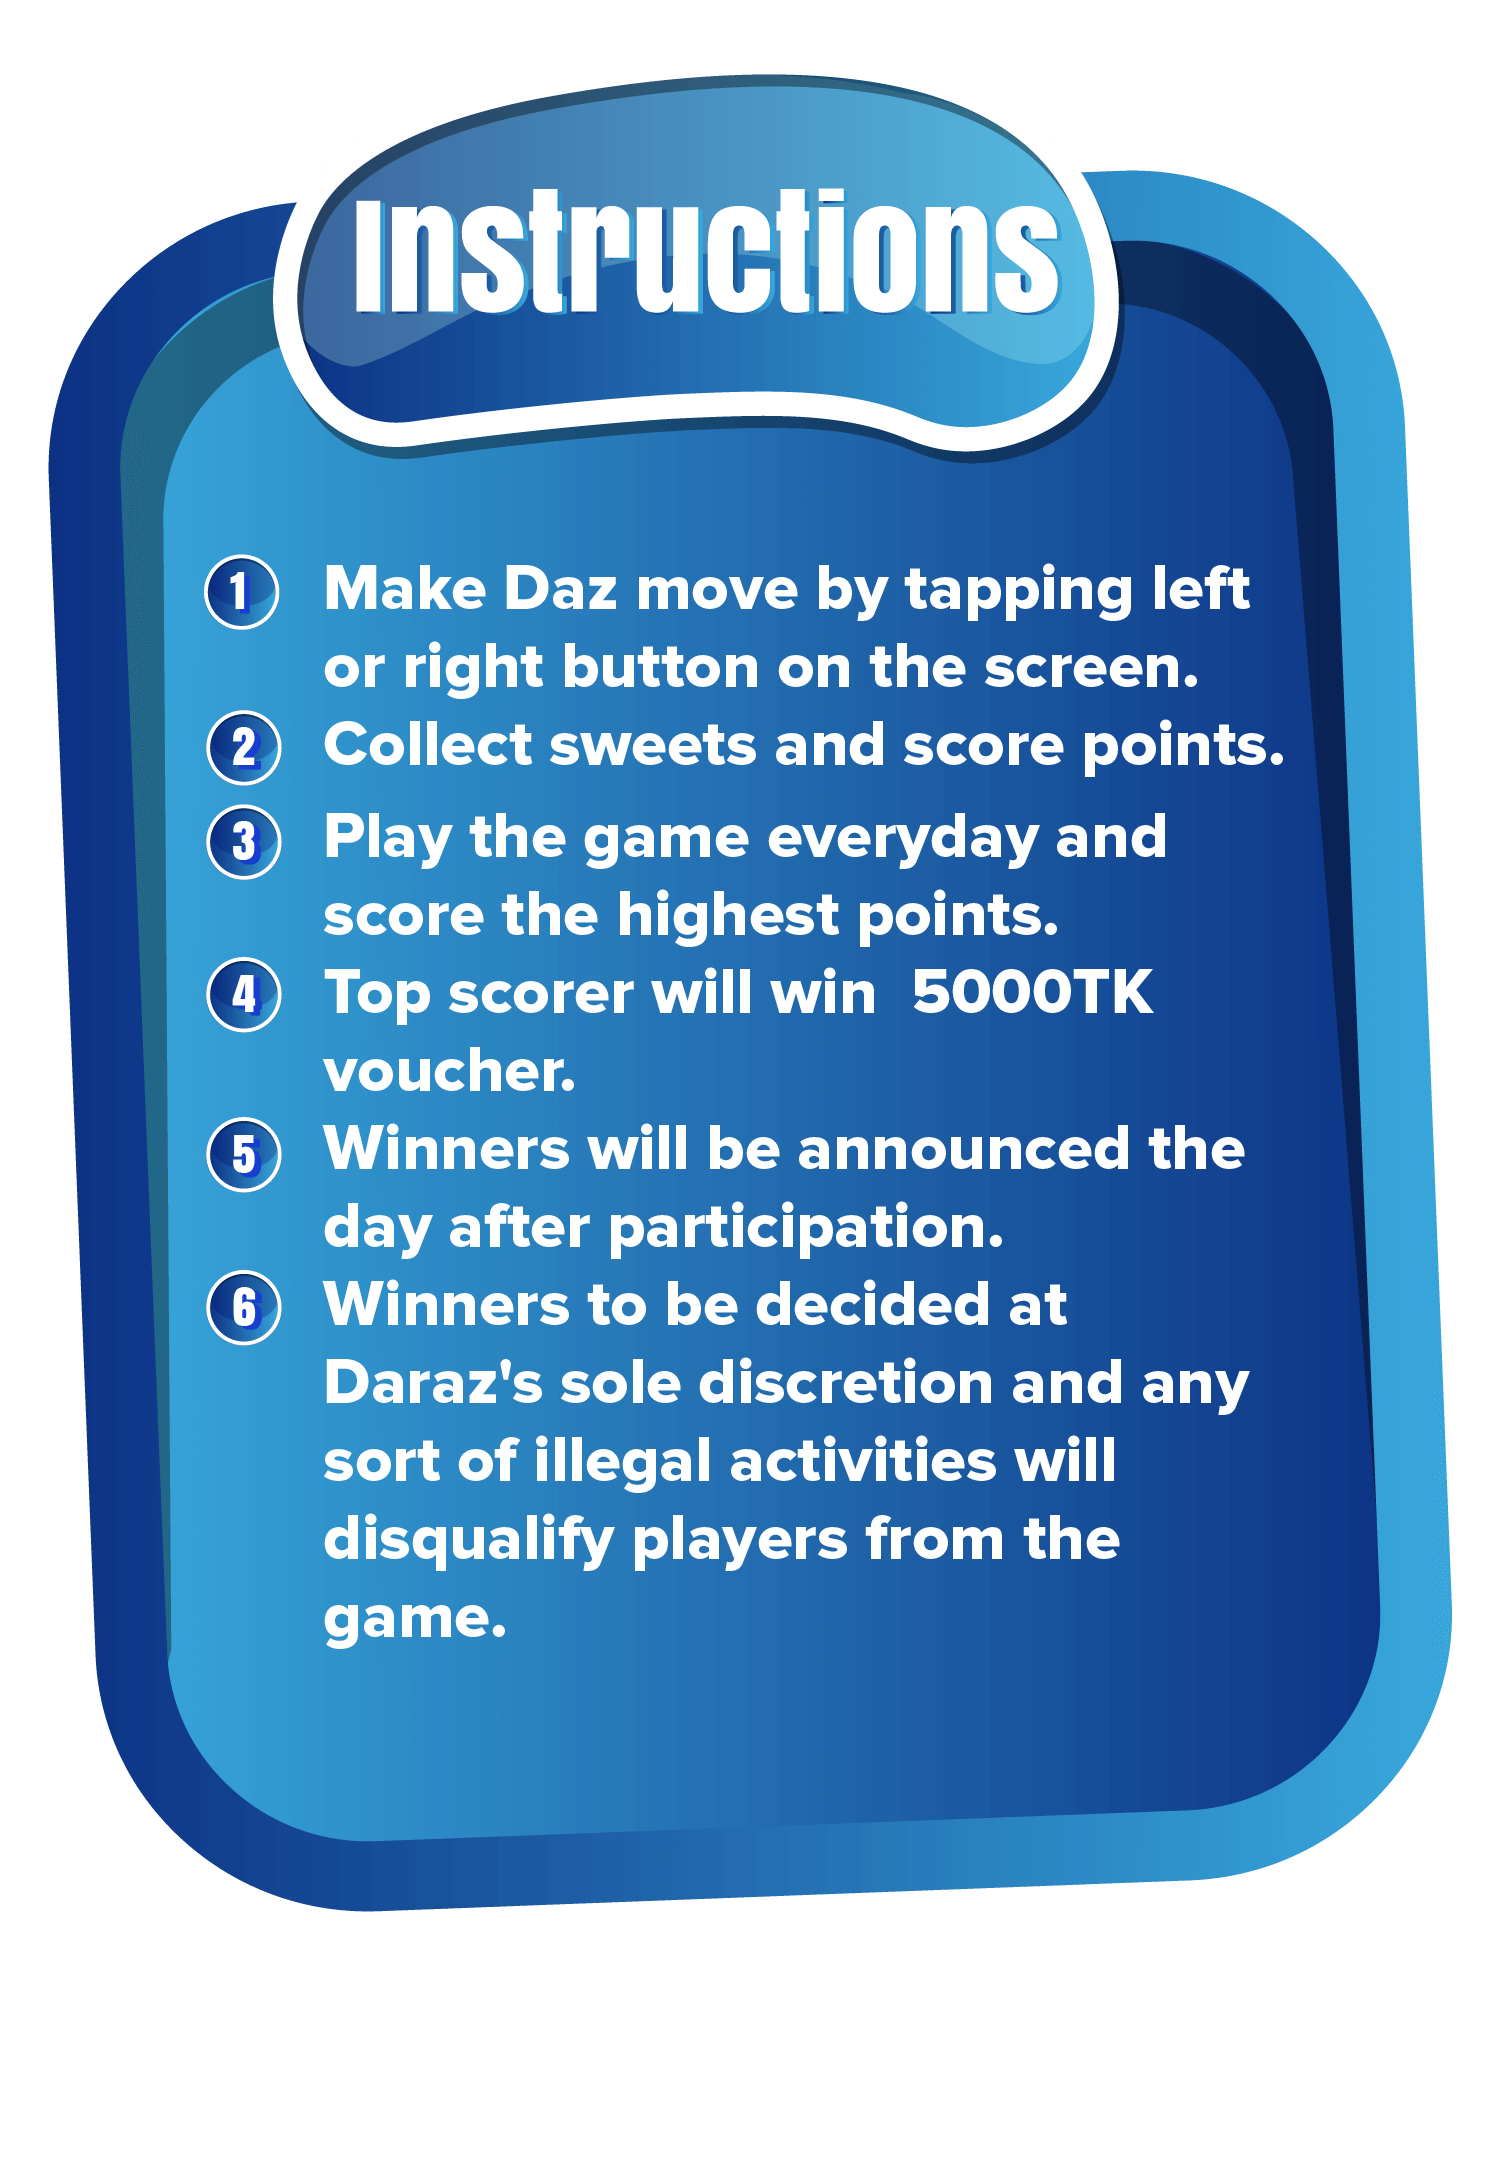 Instructions
1 Make Daz move by tapping left
or right button on the screen.
2 Collect sweets and score points.
3 Play the game everyday and
score the highest points.
4 Top scorer will win 5000TK
voucher.
5 Winners will be announced the
day after participation.
6 Winners to be decided at
Daraz's sole discretion and any
sort of illegal activities will
disqualify players from the
game.